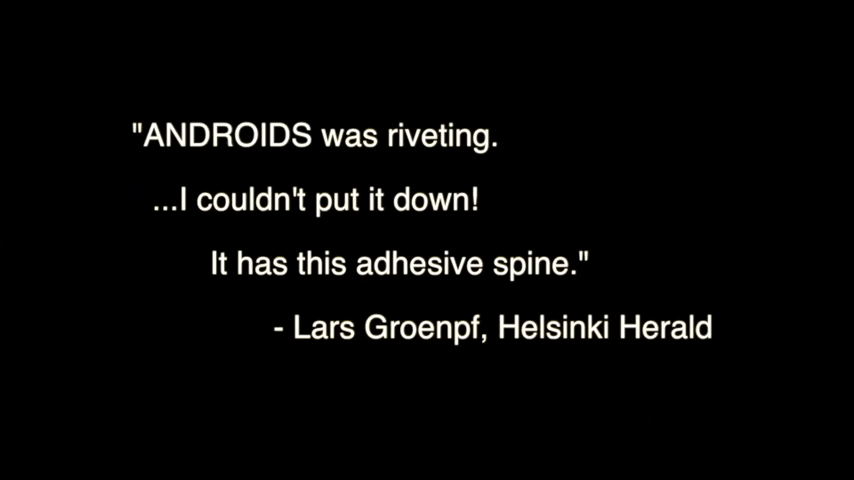 "ANDROIDS was riveting.
...I couldn't put it down!
It has this adhesive spine."
- Lars Groenpf, Helsinki Herald